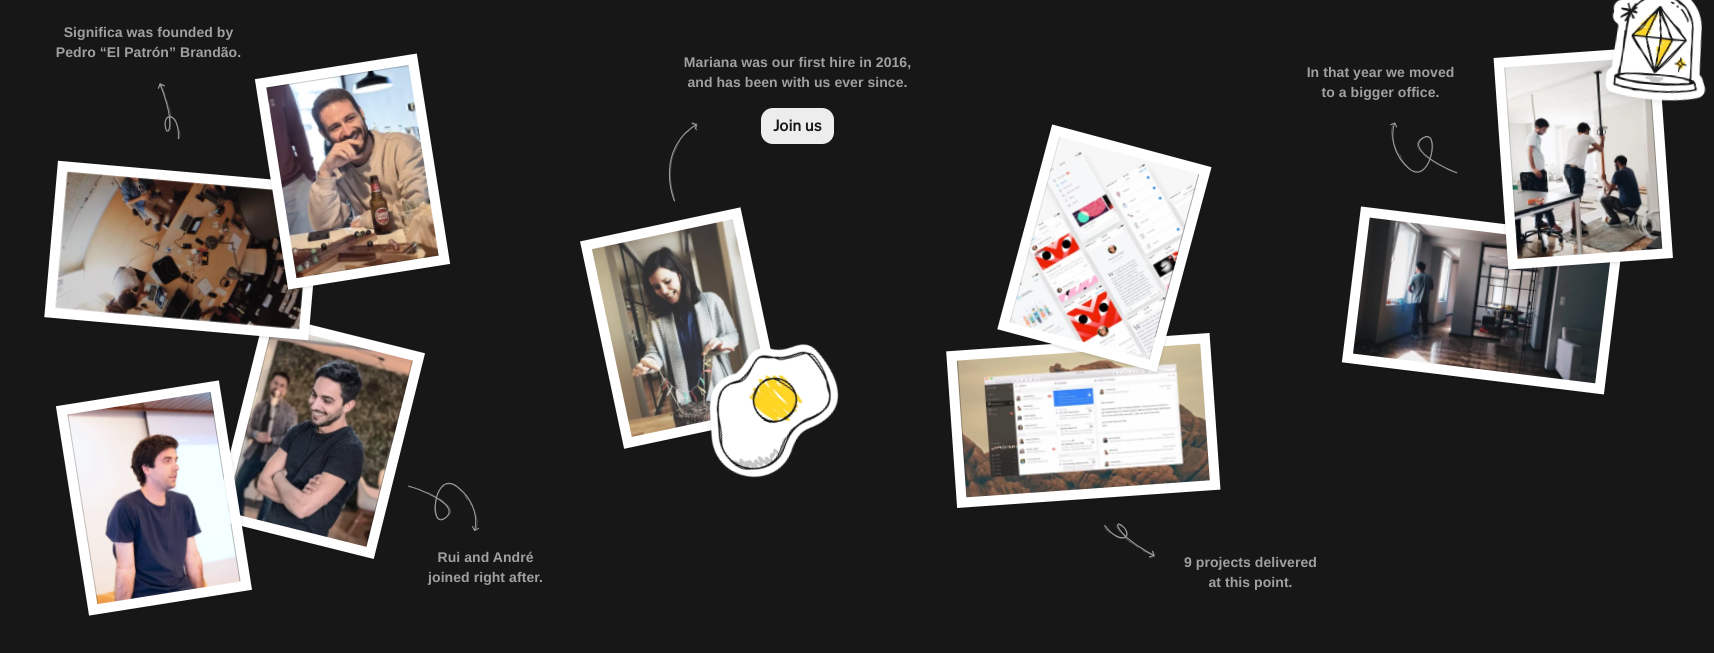 Significa was founded by
Pedro “El Patrón” Brandão.
Mariana was our first hire in 2016,
and has been with us ever since.
Join us
In that year we moved
to a bigger office.
Rui and André
joined right after.
9 projects delivered
at this point.